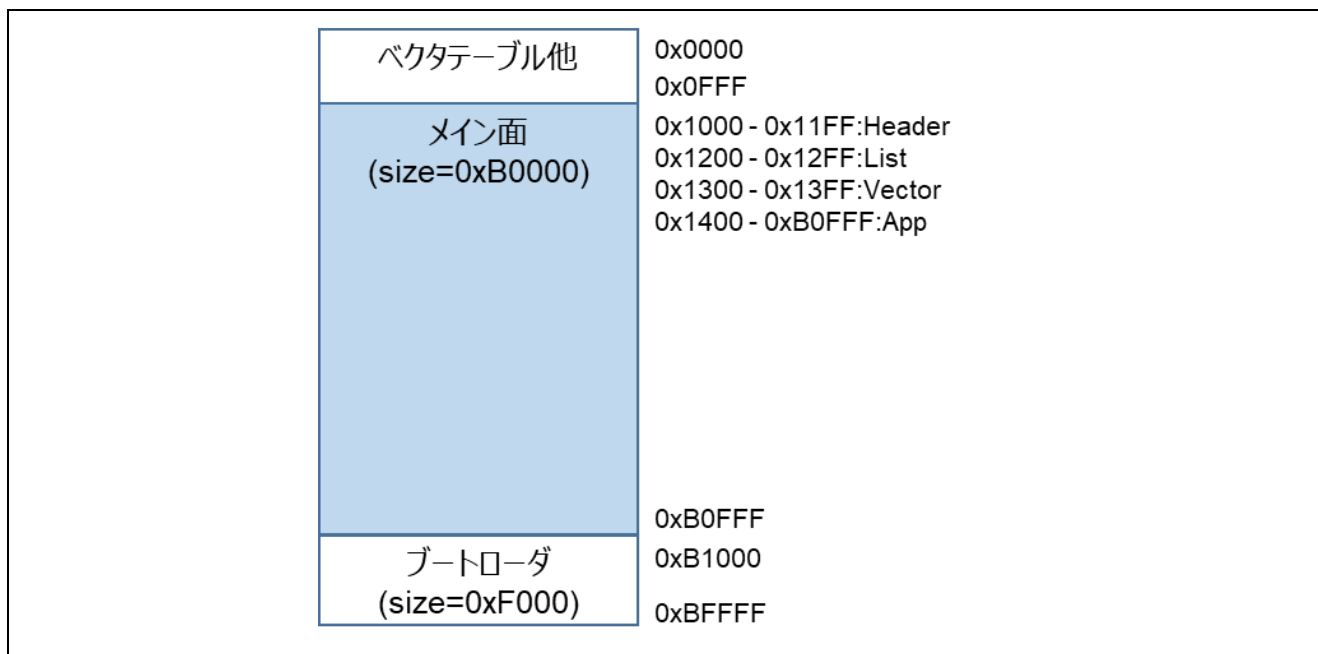 ベクタテーブル他
0x0000
0x0FFF
メイン面
(size=0xB0000)
0x1000 - 0x11FF:Header
0x1200 - 0x12FF:List
0x1300 - 0x13FF:Vector
0x1400 - 0xB0FFF:App
0xB0FFF
ブートローダ
(size=0xF000)
0xB1000
0xBFFFF